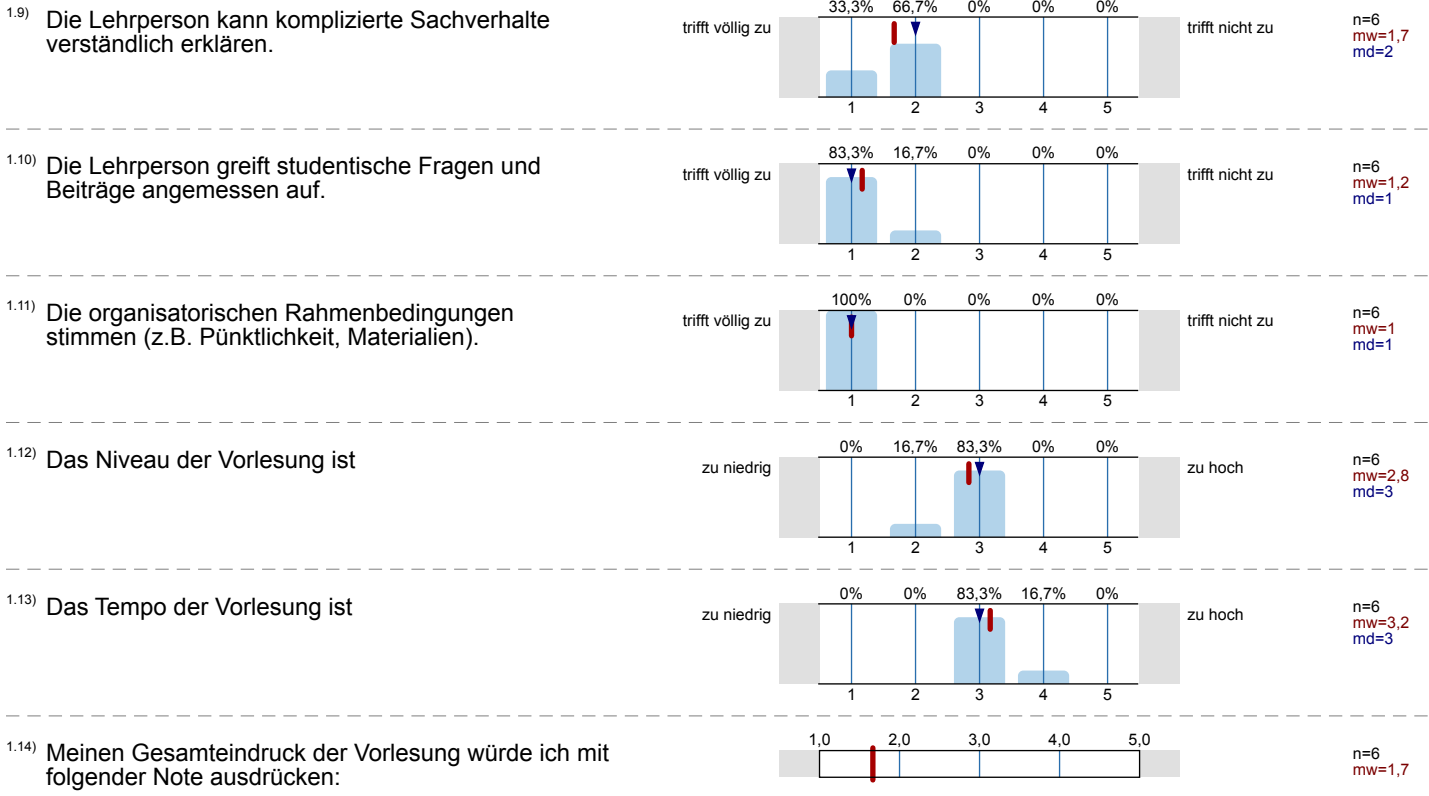 1.9) Die Lehrperson kann komplizierte Sachverhalte
verständlich erklären.
33,3% 66,7% 0% 0% 0%
trifft völlig zu trifft nicht zu
1 2 3 4 5
n=6
mw=1,7
md=2
1.10) Die Lehrperson greift studentische Fragen und
Beiträge angemessen auf.
83,3% 16,7% 0% 0% 0%
trifft völlig zu trifft nicht zu
1 2 3 4 5
n=6
mw=1,2
md=1
1.11) Die organisatorischen Rahmenbedingungen
stimmen (z.B. Pünktlichkeit, Materialien).
100% 0% 0% 0% 0%
trifft völlig zu trifft nicht zu
1 2 3 4 5
n=6
mw=1
md=1
1.12) Das Niveau der Vorlesung ist
0% 16,7% 83,3% 0% 0%
zu niedrig zu hoch
1 2 3 4 5
n=6
mw=2,8
md=3
1.13) Das Tempo der Vorlesung ist
0% 0% 83,3% 16,7% 0%
zu niedrig zu hoch
1 2 3 4 5
n=6
mw=3,2
md=3
1.14) Meinen Gesamteindruck der Vorlesung würde ich mit
folgender Note ausdrücken:
1,0 2,0 3,0 4,0 5,0
n=6
mw=1,7